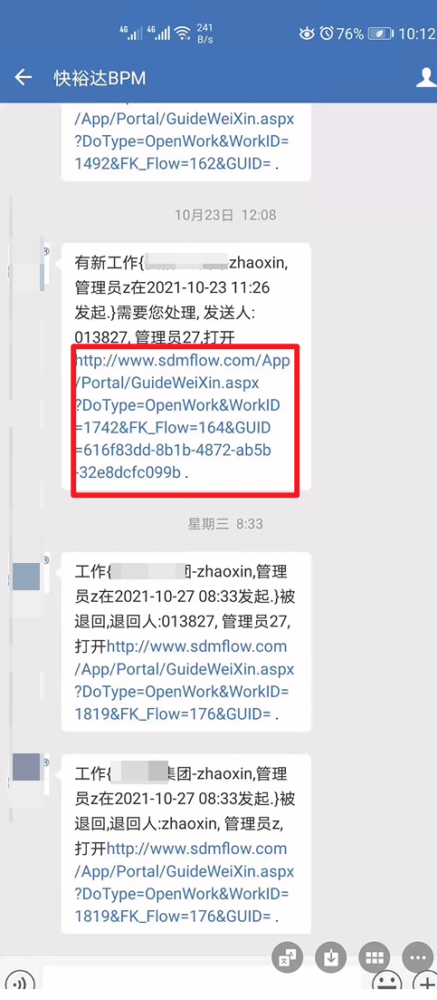 4G 4G 241 B/s 76% 10:12
快裕达BPM
/App/Portal/GuideWeiXin.aspx
?DoType=OpenWork&WorkID=
1492&FK_Flow=162&GUID= .
10月23日 12:08
有新工作{ zhaoxin,
管理员z在2021-10-23 11:26
发起.}需要您处理, 发送人:
013827, 管理员27,打开
http://www.sdmflow.com/App
/Portal/GuideWeiXin.aspx
?DoType=OpenWork&WorkID
=1742&FK_Flow=164&GUID
=616f83dd-8b1b-4872-ab5b
-32e8dcfc099b .
星期三 8:33
工作{ 团-zhaoxin,管理
员z在2021-10-27 08:33发起.}被
退回,退回人:013827, 管理员27,
打开http://www.sdmflow.com
/App/Portal/GuideWeiXin.aspx
?DoType=OpenWork&WorkID=
1819&FK_Flow=176&GUID= .
工作{ 集团-zhaoxin,管理
员z在2021-10-27 08:33发起.}被
退回,退回人:zhaoxin, 管理员z,
打开http://www.sdmflow.com
/App/Portal/GuideWeiXin.aspx
?DoType=OpenWork&WorkID=
1819&FK_Flow=176&GUID= .